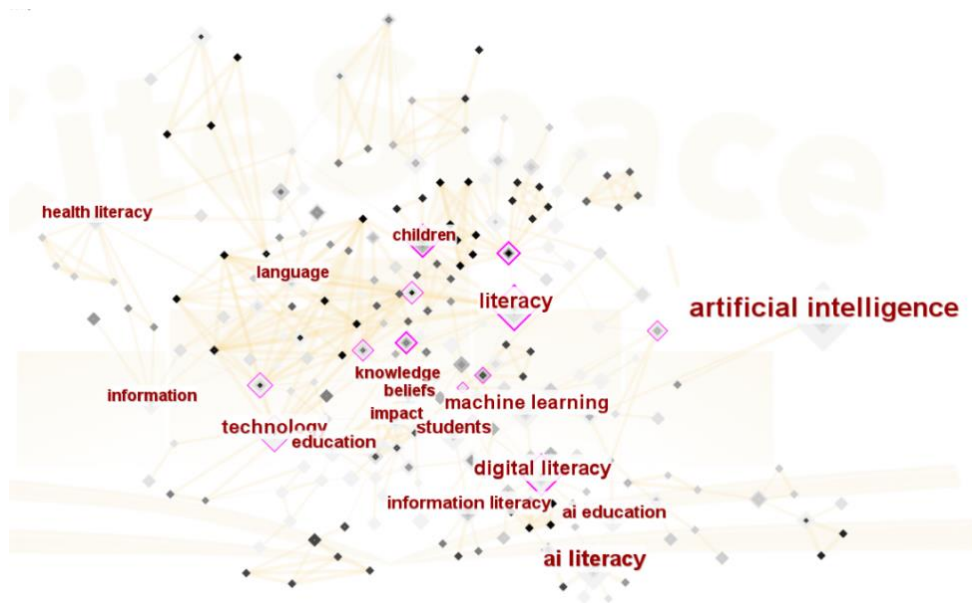 CiteSpace
health literacy
children
language
literacy
artificial intelligence
knowledge
beliefs
information
machine learning
impact
technology
students
education
digital literacy
information literacy
ai education
ai literacy